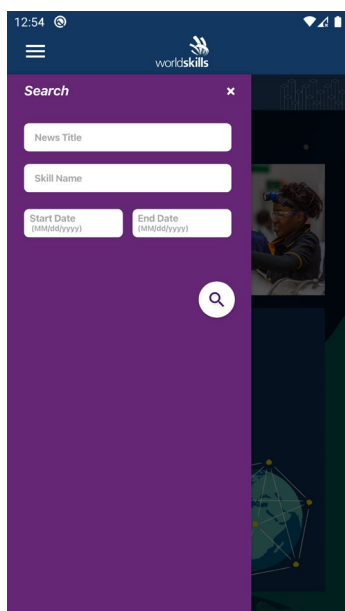 12:54
worldskills
Search ×
News Title
Skill Name
Start Date End Date
(MM/dd/yyyy) (MM/dd/yyyy)